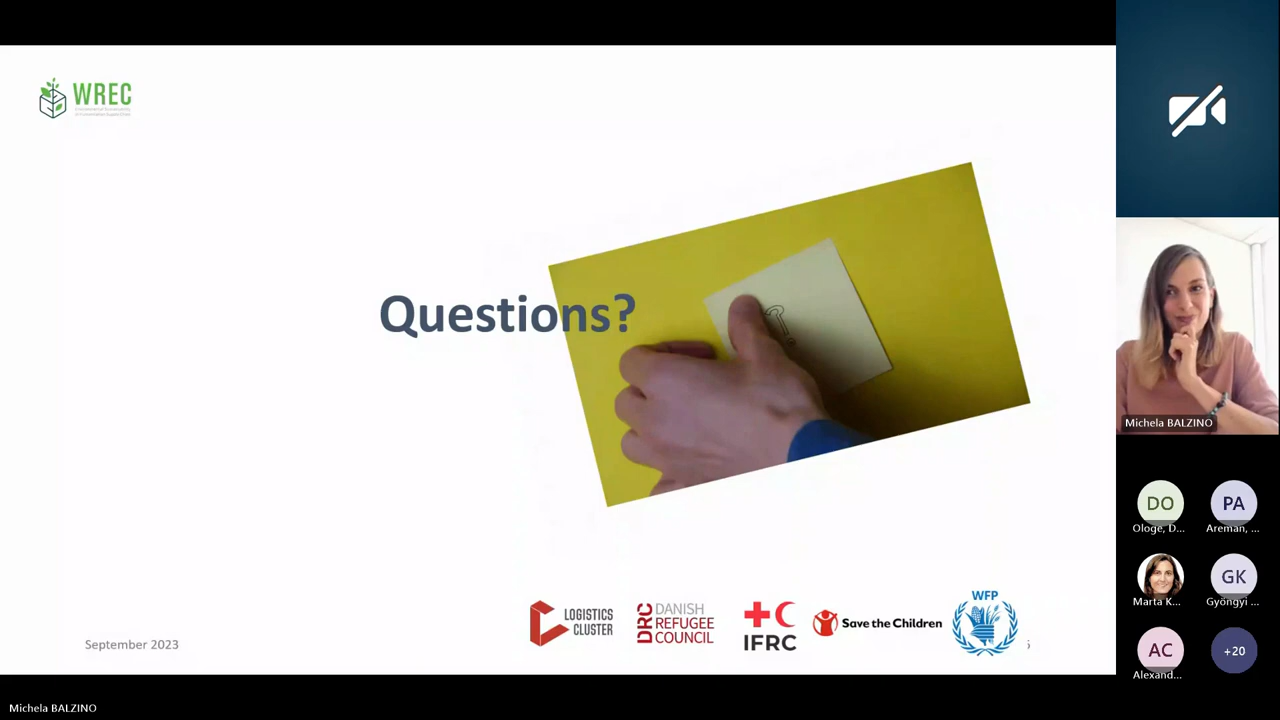 WREC
Questions?
September 2023
LOGISTICS
CLUSTER
DRC
DANISH
REFUGEE
COUNCIL
IFRC
Save the Children
WFP
Michela BALZINO
DO
Ologe, D...
PA
Areman, ...
Marta K...
GK
Gyöngyi ...
AC
Alexand...
+20
Michela BALZINO